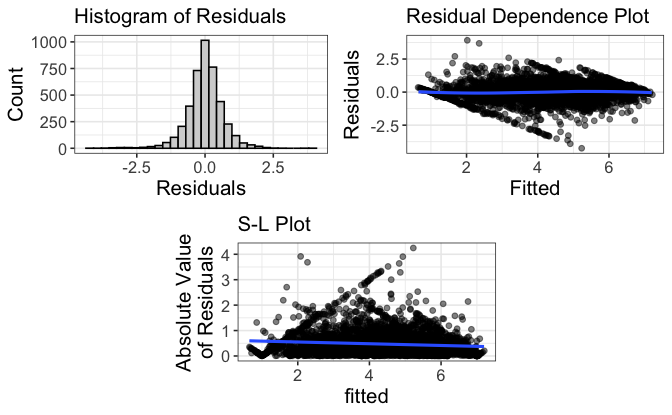 Histogram of Residuals
Count
1000
750
500
250
0
-2.5
0.0
2.5
Residuals
Residual Dependence Plot
Residuals
2.5
0.0
-2.5
2
4
6
Fitted
S-L Plot
Absolute Value
of Residuals
4
3
2
1
0
2
4
6
fitted